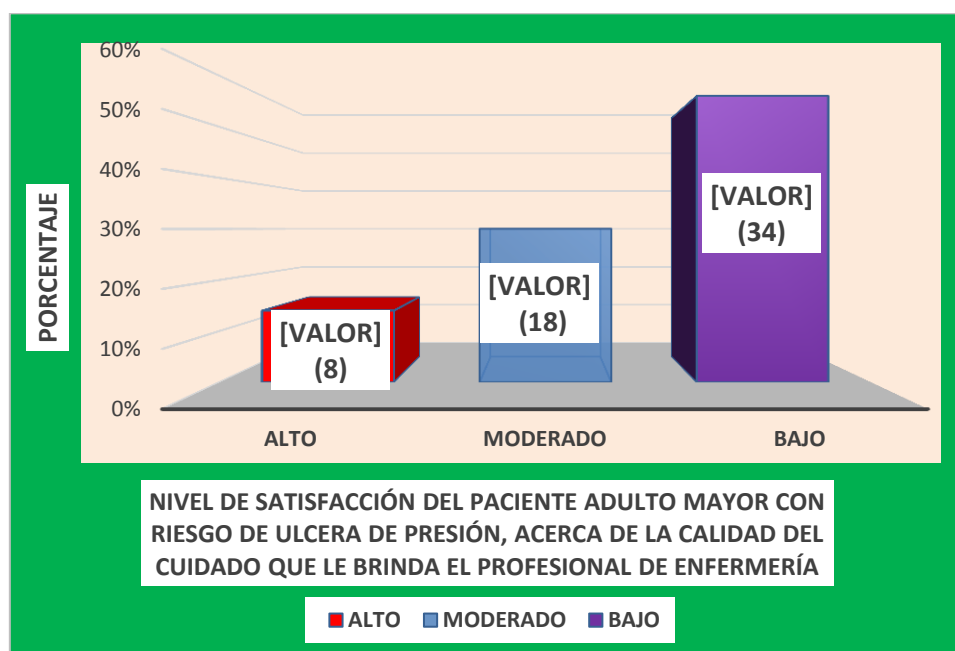 60%
50%
40%
30%
20%
10%
0%
PORCENTAJE
[VALOR]
(8)
[VALOR]
(18)
[VALOR]
(34)
ALTO
MODERADO
BAJO
NIVEL DE SATISFACCIÓN DEL PACIENTE ADULTO MAYOR CON
RIESGO DE ULCERA DE PRESIÓN, ACERCA DE LA CALIDAD DEL
CUIDADO QUE LE BRINDA EL PROFESIONAL DE ENFERMERÍA
ALTO MODERADO BAJO